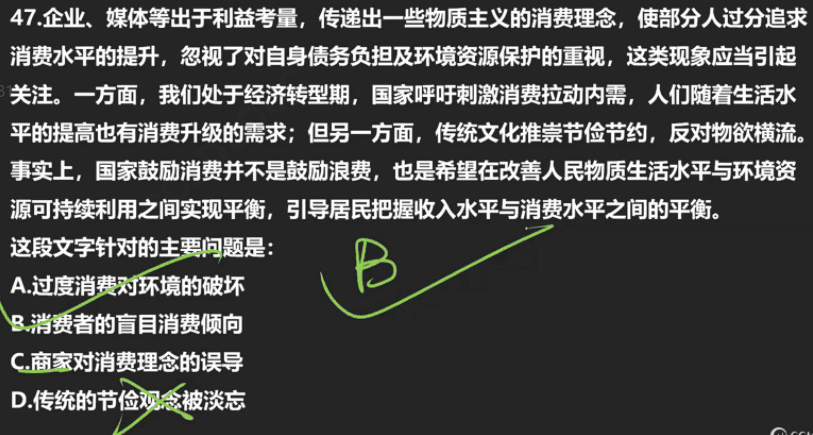 47.企业、媒体等出于利益考量，传递出一些物质主义的消费理念，使部分人过分追求
消费水平的提升，忽视了对自身债务负担及环境资源保护的重视，这类现象应当引起
关注。一方面，我们处于经济转型期，国家呼吁刺激消费拉动内需，人们随着生活水
平的提高也有消费升级的需求；但另一方面，传统文化推崇节俭节约，反对物欲横流。
事实上，国家鼓励消费并不是鼓励浪费，也是希望在改善人民物质生活水平与环境资
源可持续利用之间实现平衡，引导居民把握收入水平与消费水平之间的平衡。
这段文字针对的主要问题是：
B
A.过度消费对环境的破坏
B.消费者的盲目消费倾向
C.商家对消费理念的误导
D.传统的节俭观念被淡忘